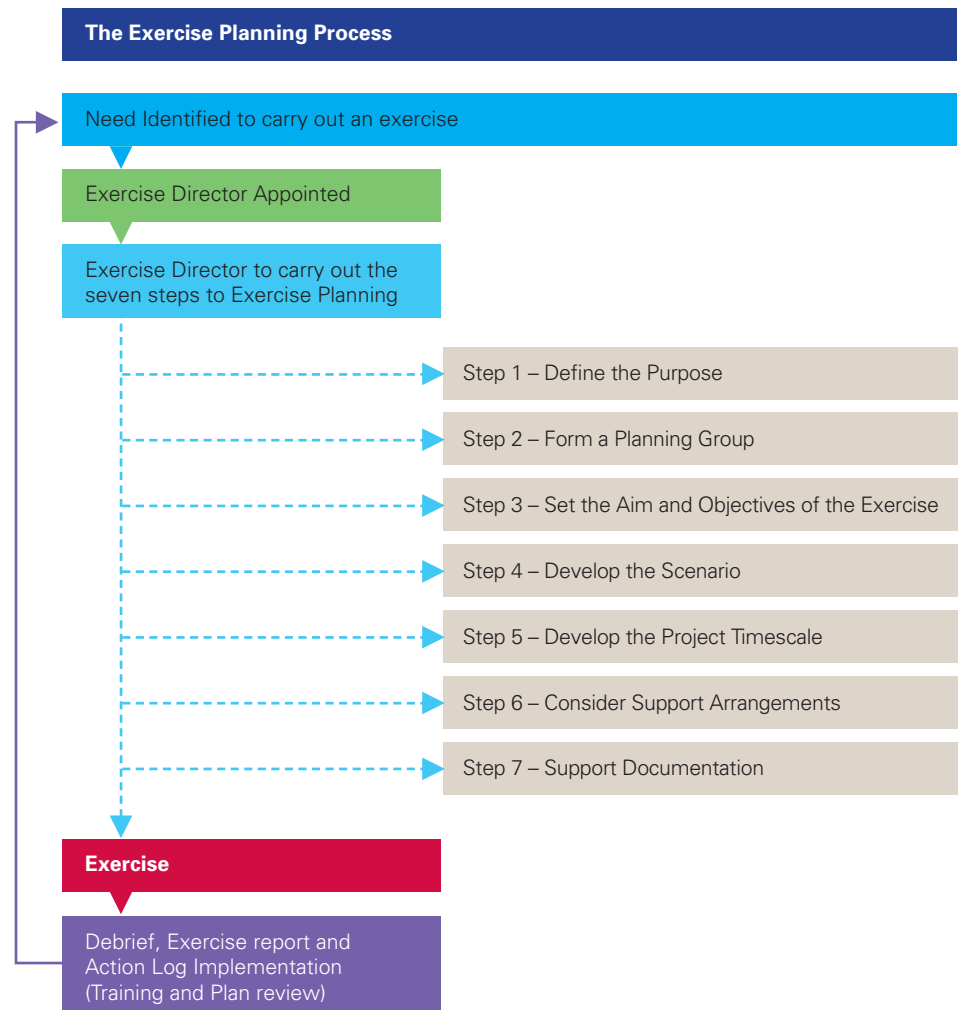 The Exercise Planning Process
Need Identified to carry out an exercise
Exercise Director Appointed
Exercise Director to carry out the
seven steps to Exercise Planning
Step 1 – Define the Purpose
Step 2 – Form a Planning Group
Step 3 – Set the Aim and Objectives of the Exercise
Step 4 – Develop the Scenario
Step 5 – Develop the Project Timescale
Step 6 – Consider Support Arrangements
Step 7 – Support Documentation
Exercise
Debrief, Exercise report and
Action Log Implementation
(Training and Plan review)